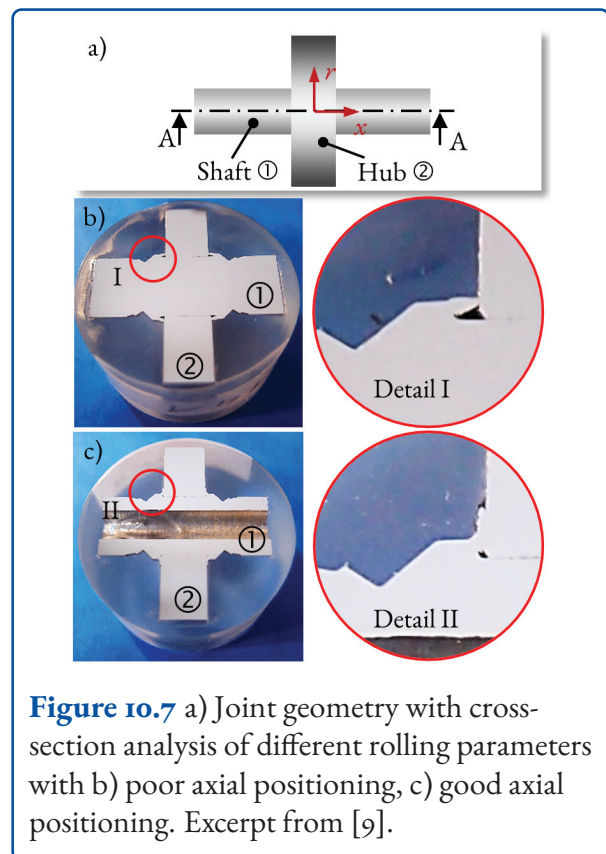 a)
r
x
A
A
Shaft ①
Hub ②
b)
I
①
②
Detail I
c)
II
①
②
Detail II
Figure 10.7 a) Joint geometry with cross-
section analysis of different rolling parameters
with b) poor axial positioning, c) good axial
positioning. Excerpt from [9].